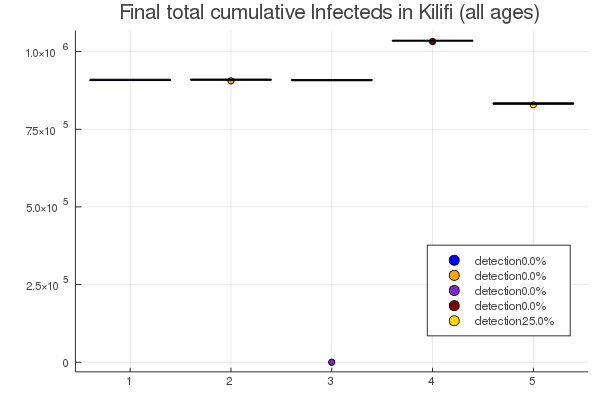 Final total cumulative Infecteds in Kilifi (all ages)
1.0×10 6
7.5×10 5
5.0×10 5
2.5×10 5
0
1 2 3 4 5
detection0.0%
detection0.0%
detection0.0%
detection0.0%
detection25.0%